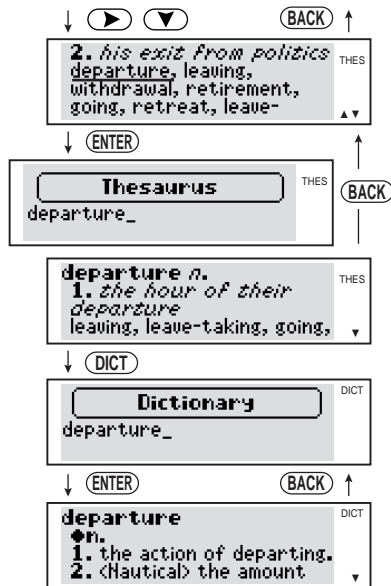 BACK
2. his exit from politics THES
departure, leaving,
withdrawal, retirement,
going, retreat, leave-
ENTER
Thesaurus THES
departure_
BACK
departure n. THES
1. the hour of their
departure
leaving, leave-taking, going,
DICT
Dictionary DICT
departure_
ENTER BACK
departure DICT
n.
1. the action of departing.
2. <Nautical> the amount